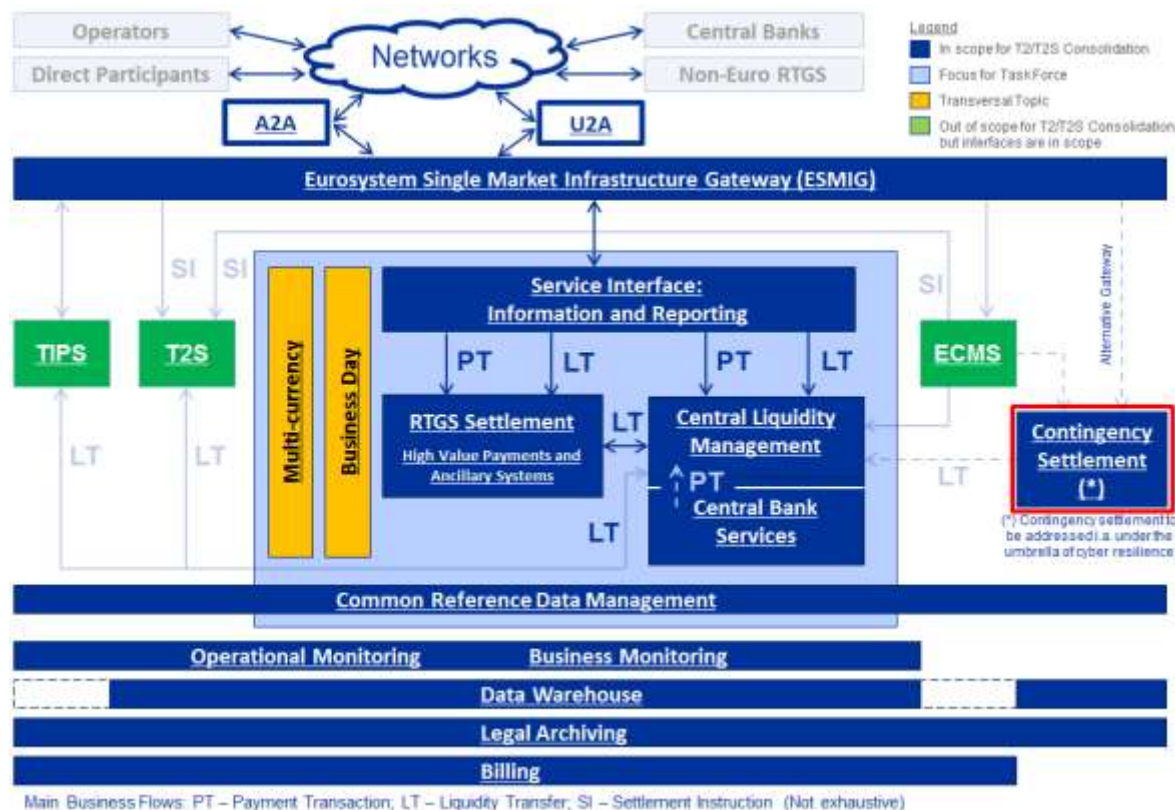 Operators
Direct Participants
Networks
Central Banks
Non-Euro RTGS
Legend
In scope for T2/T2S Consolidation
Focus for TaskForce
Transversal Topic
Out of scope for T2/T2S Consolidation
but interfaces are in scope
A2A
U2A
Eurosystem Single Market Infrastructure Gateway (ESMIG)
SI
SI
SI
Alternative Gateway
Multi-currency
Business Day
Service Interface:
Information and Reporting
TIPS
T2S
ECMS
PT
LT
PT
LT
RTGS Settlement
High Value Payments and
Ancillary Systems
LT
Central Liquidity
Management
PT
Central Bank
Services
Contingency
Settlement
(*)
LT
LT
LT
LT
(*) Contingency settlement to
be addressed i.a. under the
umbrella of cyber resilience
Common Reference Data Management
Operational Monitoring
Business Monitoring
Data Warehouse
Legal Archiving
Billing
Main Business Flows: PT – Payment Transaction; LT – Liquidity Transfer; SI – Settlement Instruction (Not exhaustive)